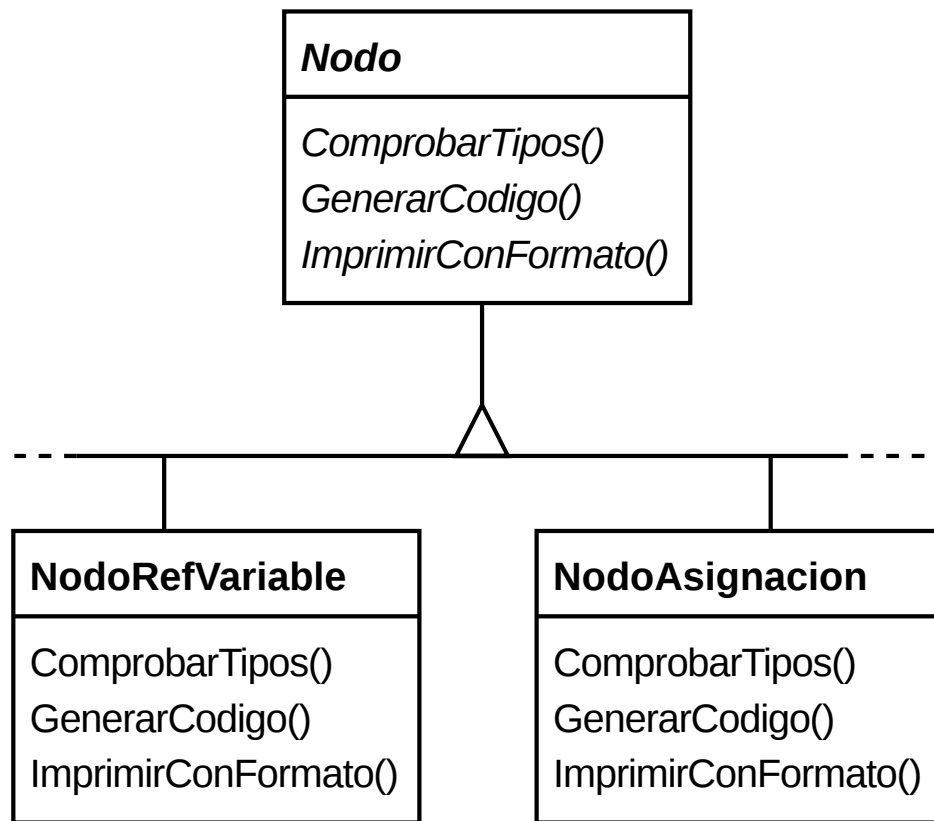 Nodo
ComprobarTipos()
GenerarCodigo()
ImprimirConFormato()
NodoRefVariable
ComprobarTipos()
GenerarCodigo()
ImprimirConFormato()
NodoAsignacion
ComprobarTipos()
GenerarCodigo()
ImprimirConFormato()